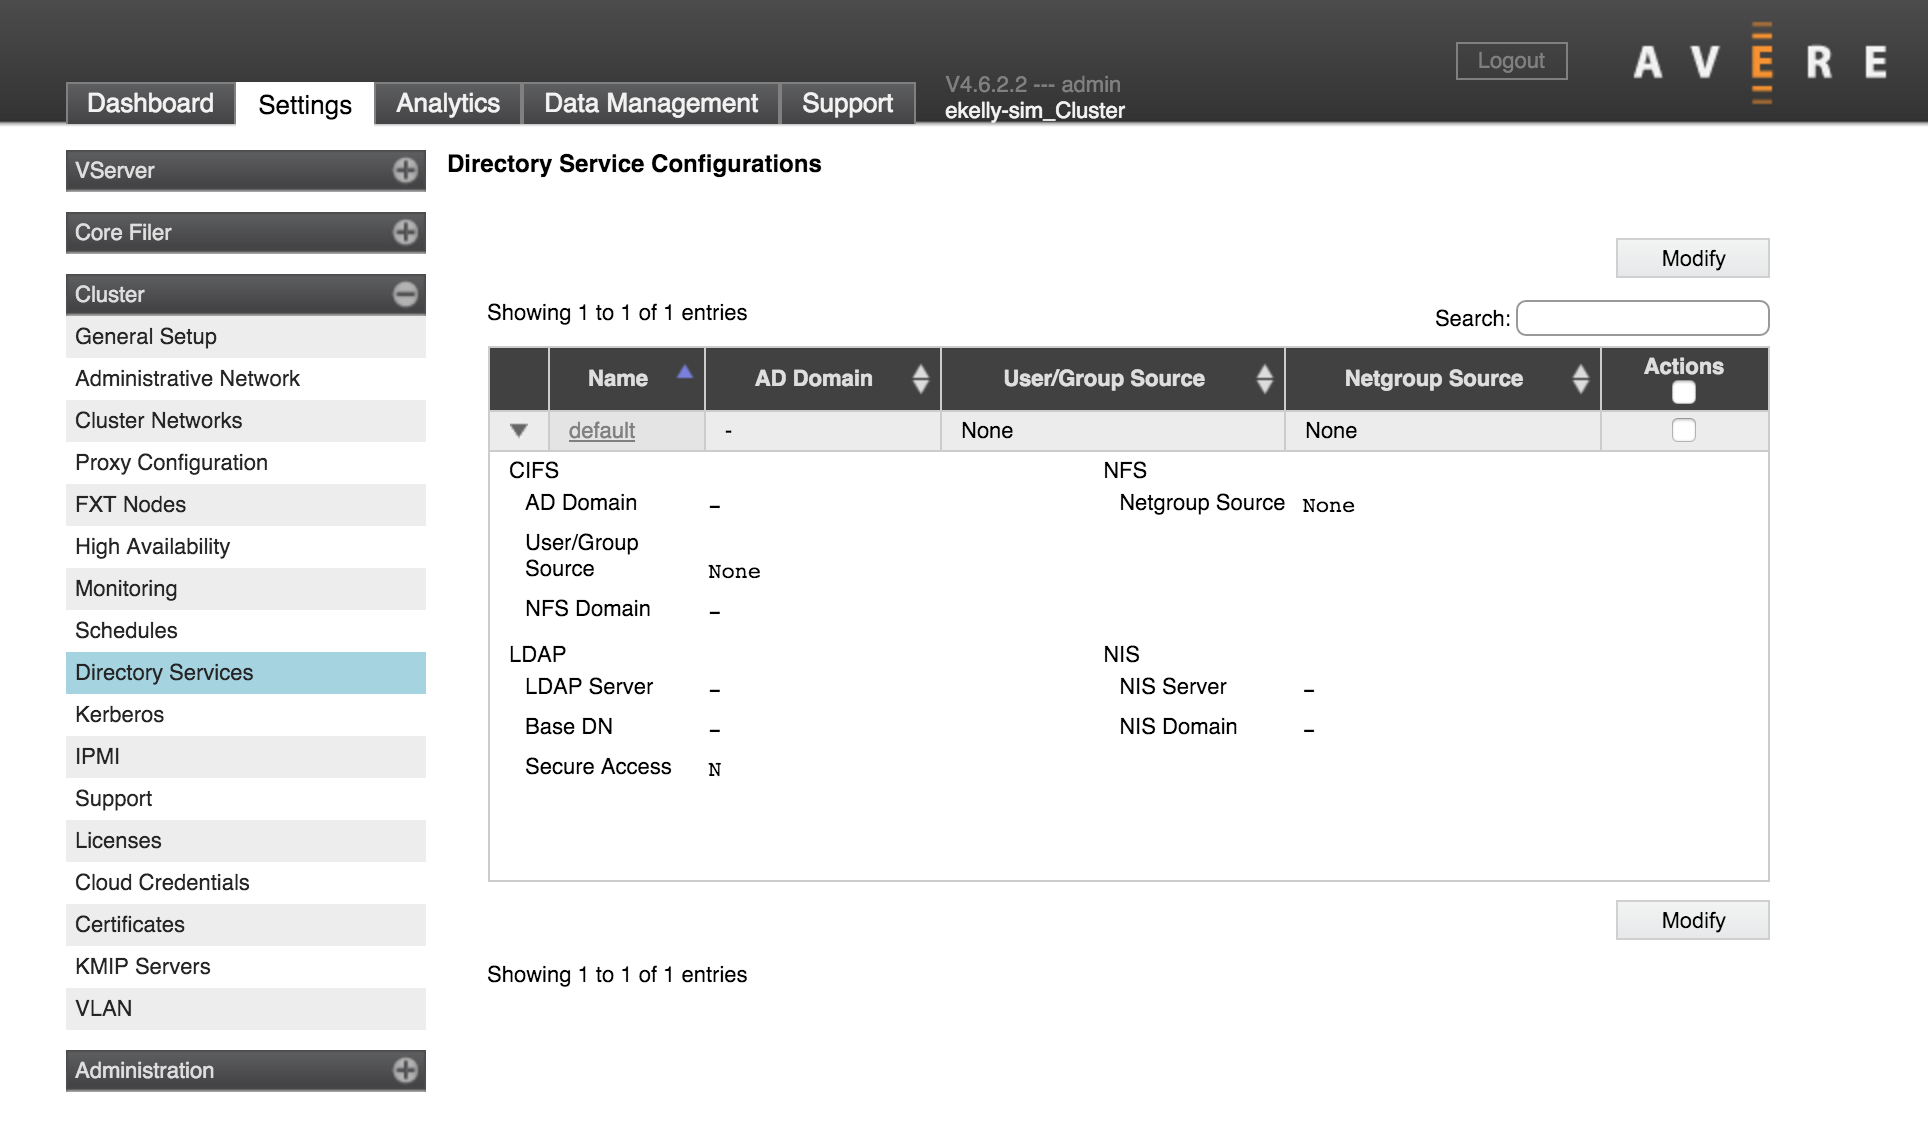 Logout
AVERE
V4.6.2.2 --- admin
Dashboard
Settings
Analytics
Data Management
Support
ekelly-sim_Cluster
VServer
Core Filer
Cluster
General Setup
Administrative Network
Cluster Networks
Proxy Configuration
FXT Nodes
High Availability
Monitoring
Schedules
Directory Services
Kerberos
IPMI
Support
Licenses
Cloud Credentials
Certificates
KMIP Servers
VLAN
Administration
Directory Service Configurations
Modify
Showing 1 to 1 of 1 entries
Search:
Name
AD Domain
User/Group Source
Netgroup Source
Actions
default
-
None
None
CIFS
AD Domain –
User/Group
Source None
NFS Domain –
NFS
Netgroup Source None
LDAP
LDAP Server –
Base DN –
Secure Access N
NIS
NIS Server –
NIS Domain –
Modify
Showing 1 to 1 of 1 entries